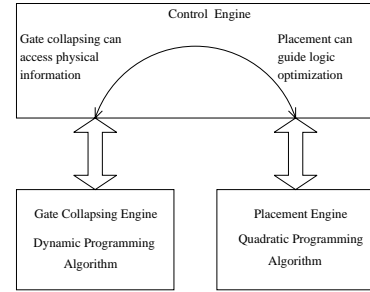 Control Engine
Gate collapsing can
access physical
information
Placement can
guide logic
optimization
Gate Collapsing Engine
Dynamic Programming
Algorithm
Placement Engine
Quadratic Programming
Algorithm